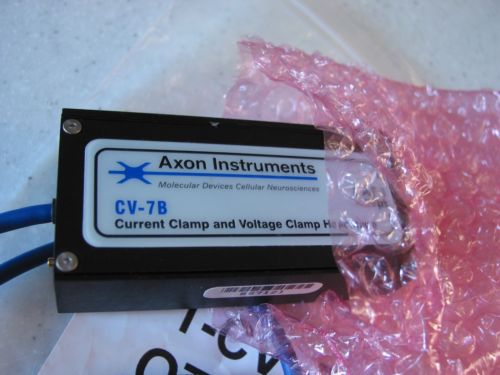 Axon Instruments
Molecular Devices Cellular Neurosciences
CV-7B
Current Clamp and Voltage Clamp